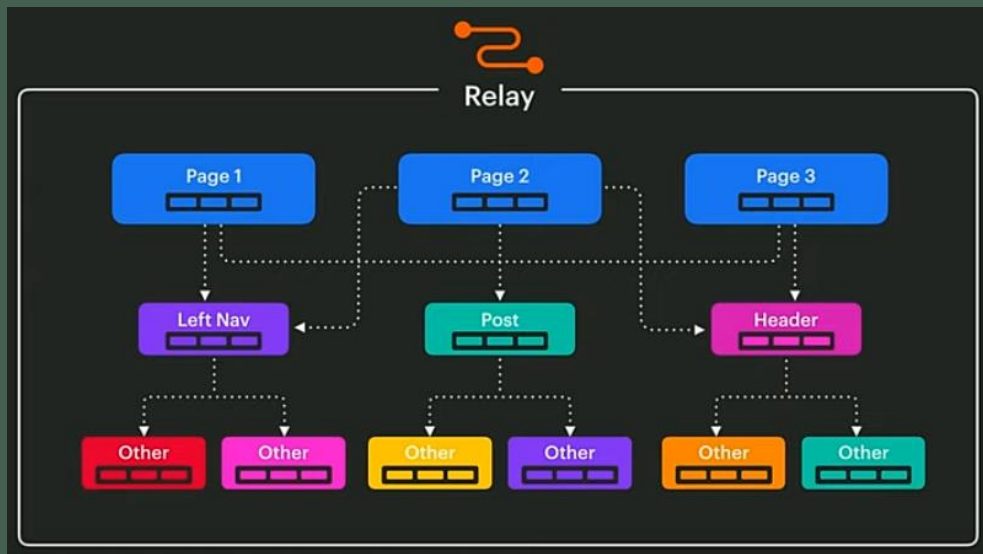 Relay
Page 1
Page 2
Page 3
Left Nav
Post
Header
Other
Other
Other
Other
Other
Other